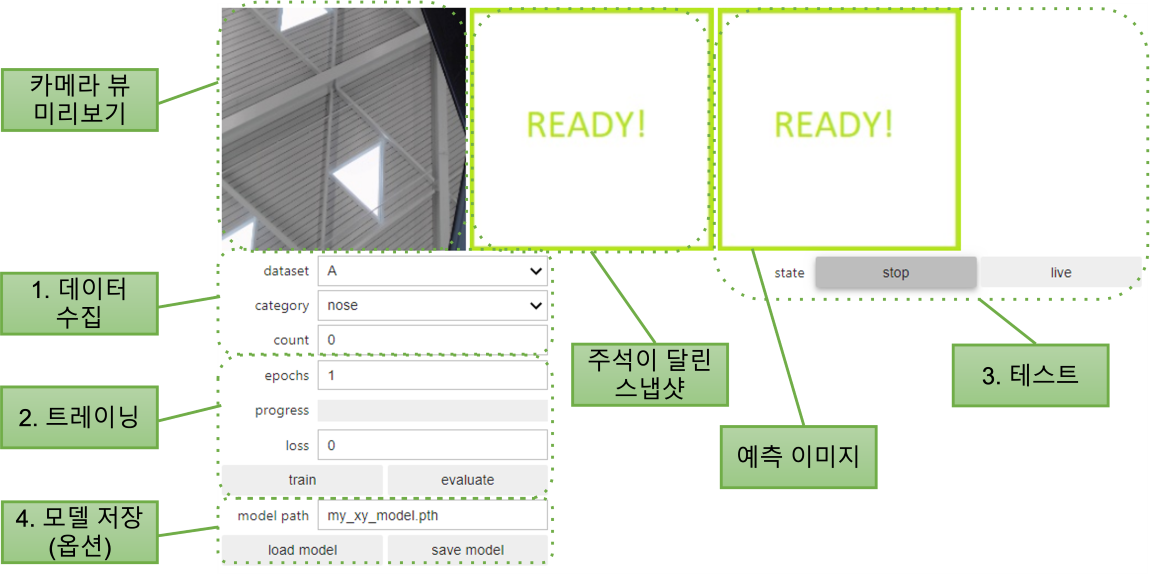 카메라 뷰
미리보기
READY!
READY!
1. 데이터
수집
dataset
A
category
nose
count
0
state
stop
live
주석이 달린
스냅샷
3. 테스트
2. 트레이닝
epochs
1
progress
loss
0
train
evaluate
예측 이미지
4. 모델 저장
(옵션)
model path
my_xy_model.pth
load model
save model